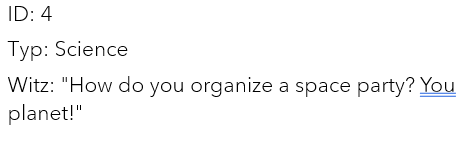 ID: 4
Typ: Science
Witz: "How do you organize a space party? You
planet!"